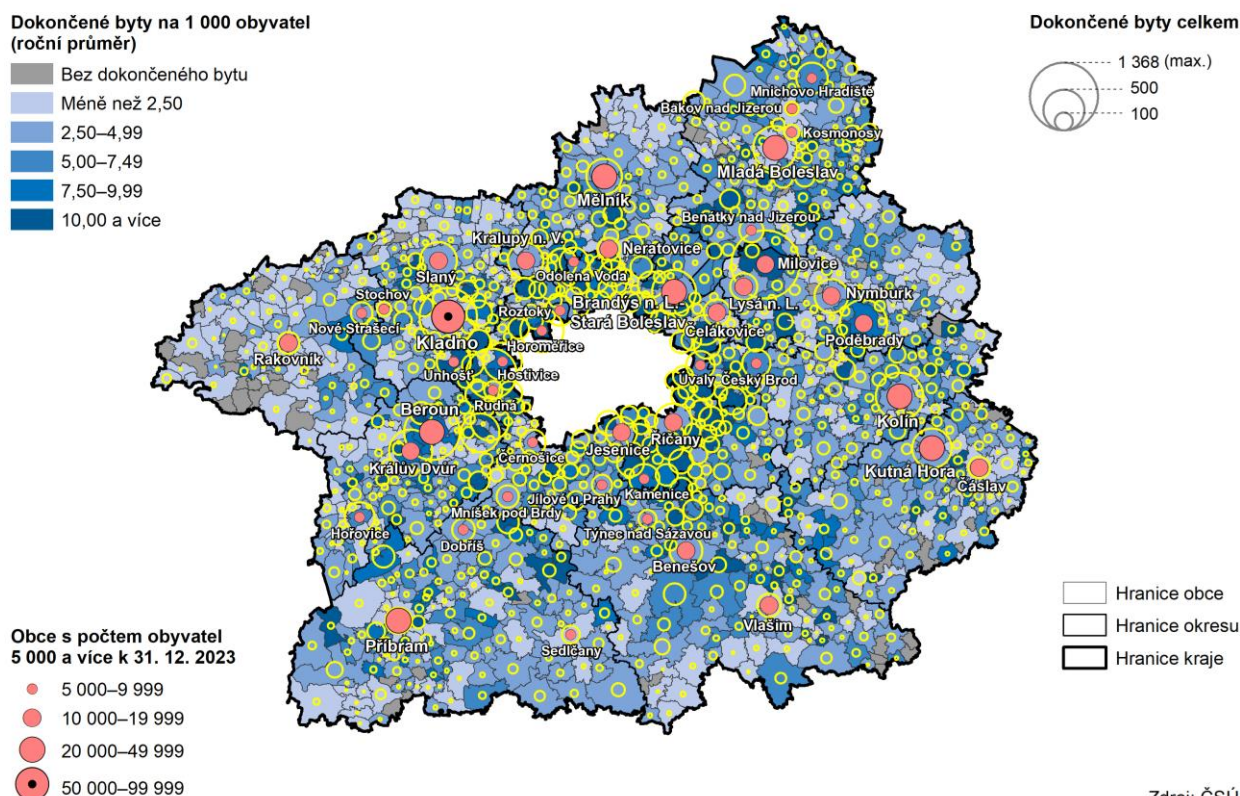 Dokončené byty na 1 000 obyvatel
(roční průměr)
Bez dokončeného bytu
Méně než 2,50
2,50–4,99
5,00–7,49
7,50–9,99
10,00 a více
Dokončené byty celkem
1 368 (max.)
500
100
Mnichovo Hradiště
Bakov nad Jizerou
Kosmonosy
Mladá Boleslav
Mělník
Benátky nad Jizerou
Kralupy n. V.
Neratovice
Slaný
Odolena Voda
Milovice
Stochov
Roztoky
Brandýs n. L.-
Stará Boleslav
Lysá n. L.
Nymburk
Nové Strašecí
Kladno
Horoměřice
Čelákovice
Poděbrady
Rakovník
Unhošť
Hostivice
Úvaly
Český Brod
Rudná
Beroun
Kolín
Jesenice
Říčany
Černošice
Králův Dvůr
Kutná Hora
Čáslav
Jílové u Prahy
Kamenice
Mníšek pod Brdy
Hořovice
Dobříš
Týnec nad Sázavou
Benešov
Vlašim
Příbram
Sedlčany
Hranice obce
Hranice okresu
Hranice kraje
Obce s počtem obyvatel
5 000 a více k 31. 12. 2023
5 000–9 999
10 000–19 999
20 000–49 999
50 000–99 999
Zdroj: ČSÚ